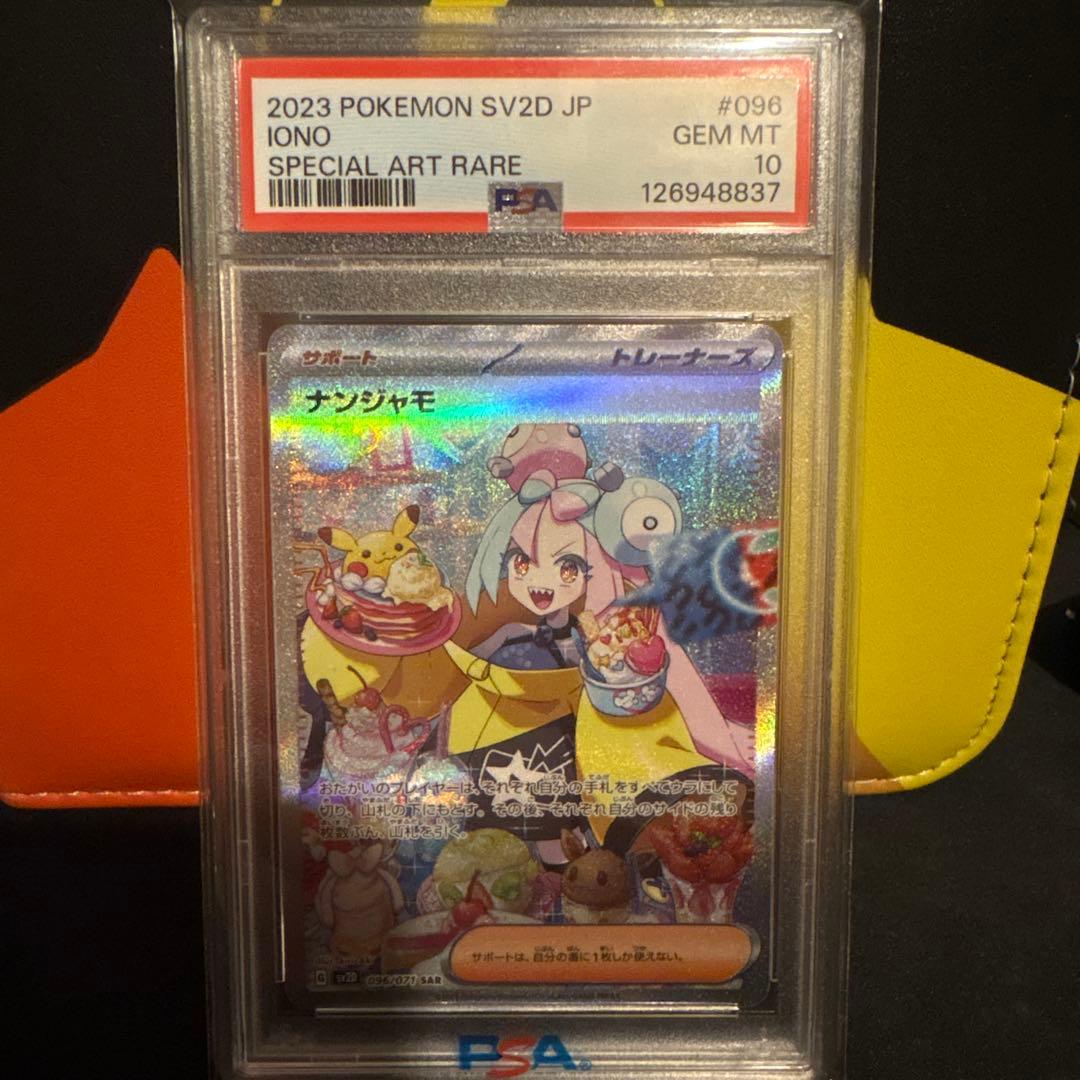 2023 POKEMON SV2D JP #096
IONO GEM MT
SPECIAL ART RARE 10
126948837
PSA
サポート トレーナーズ
ナンジャモ
おたがいのプレイヤーは、それぞれ自分の手札をすべてウラにして
切り、山札の下にもどす。その後、それぞれ自分のサイドの残り
枚数ぶん、山札を引く。
サポートは、自分の番に1枚しか使えない。
G SV2D 096/071 SAR
PSA